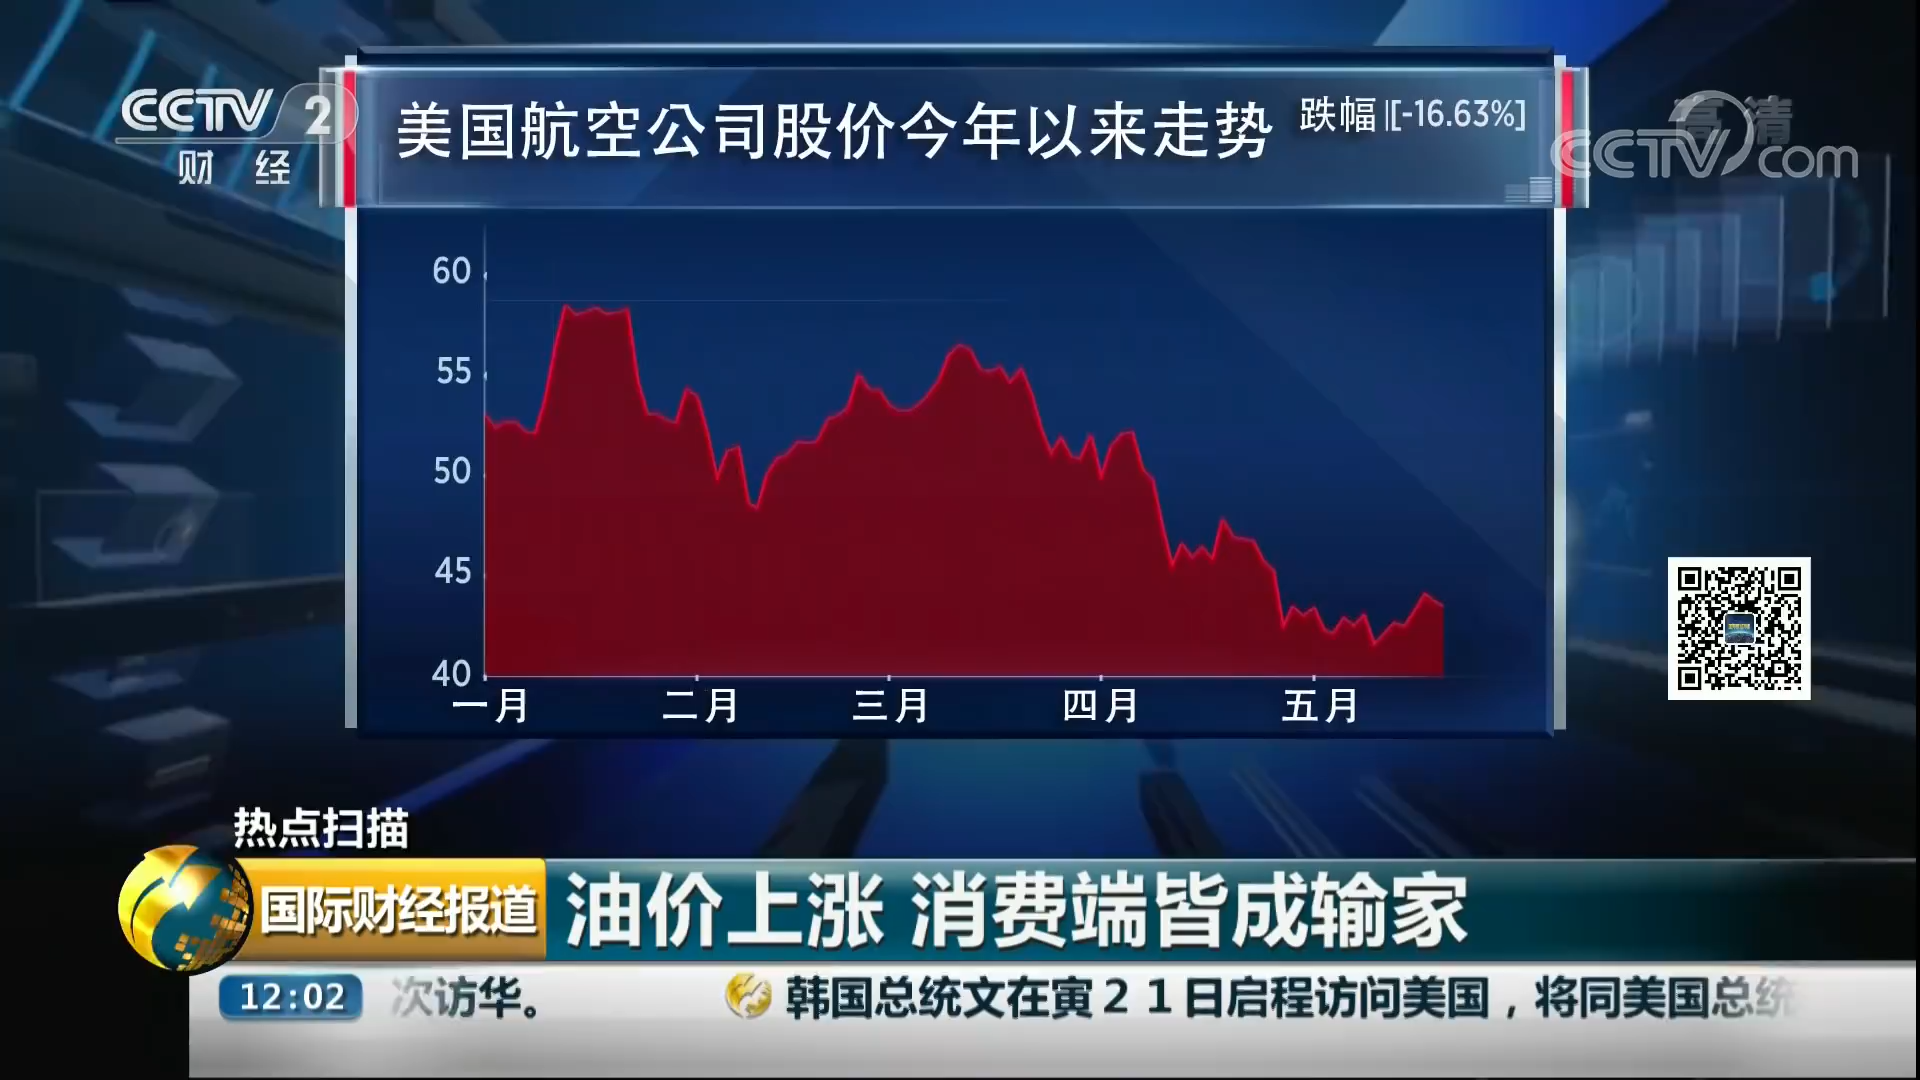 CCTV 2
财 经
美国航空公司股价今年以来走势
跌幅 |[-16.63%]
高清
CCTV.com
60
55
50
45
40
一月 二月 三月 四月 五月
热点扫描
国际财经报道
油价上涨 消费端皆成输家
12:02
次访华。 韩国总统文在寅21日启程访问美国，将同美国总统